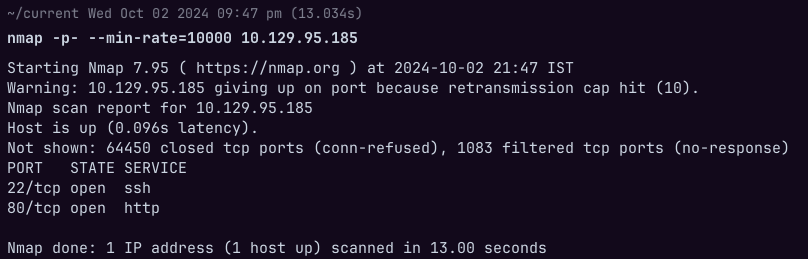 ~/current Wed Oct 02 2024 09:47 pm (13.034s)
nmap -p- --min-rate=10000 10.129.95.185
Starting Nmap 7.95 ( https://nmap.org ) at 2024-10-02 21:47 IST
Warning: 10.129.95.185 giving up on port because retransmission cap hit (10).
Nmap scan report for 10.129.95.185
Host is up (0.096s latency).
Not shown: 64450 closed tcp ports (conn-refused), 1083 filtered tcp ports (no-response)
PORT   STATE SERVICE
22/tcp open  ssh
80/tcp open  http
Nmap done: 1 IP address (1 host up) scanned in 13.00 seconds